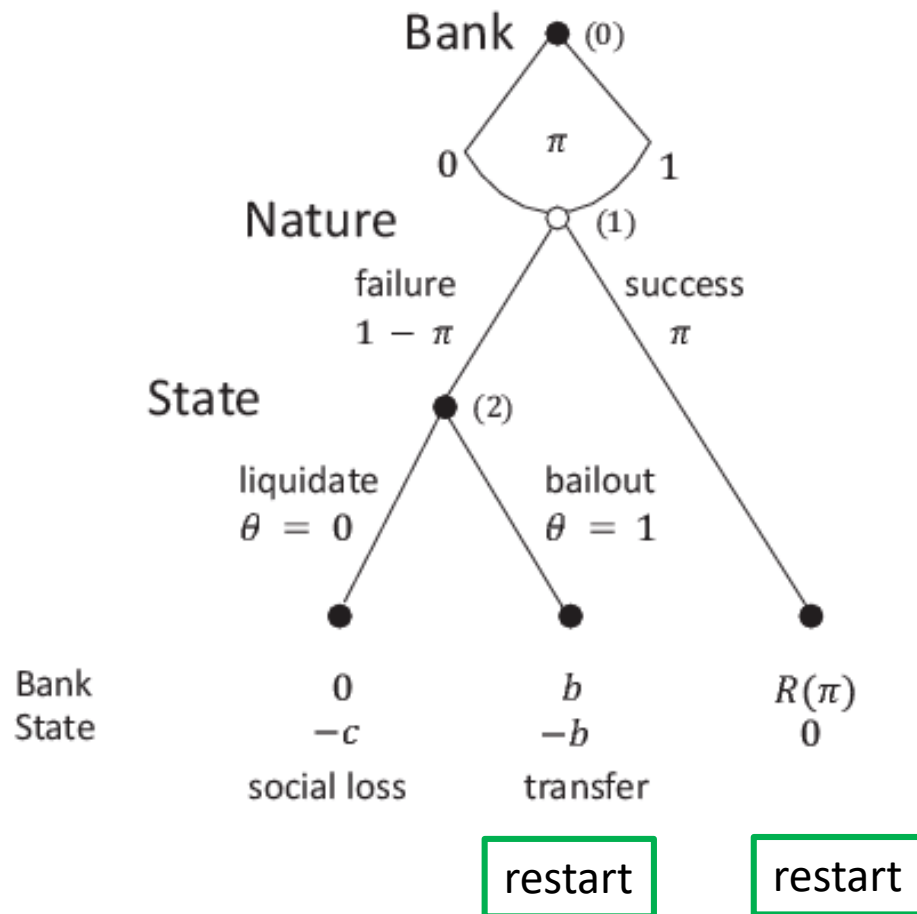 Bank (0)
0 π 1
Nature (1)
failure success
1 − π π
State (2)
liquidate bailout
θ = 0 θ = 1
Bank 0 b R(π)
State −c −b 0
social loss transfer
restart restart